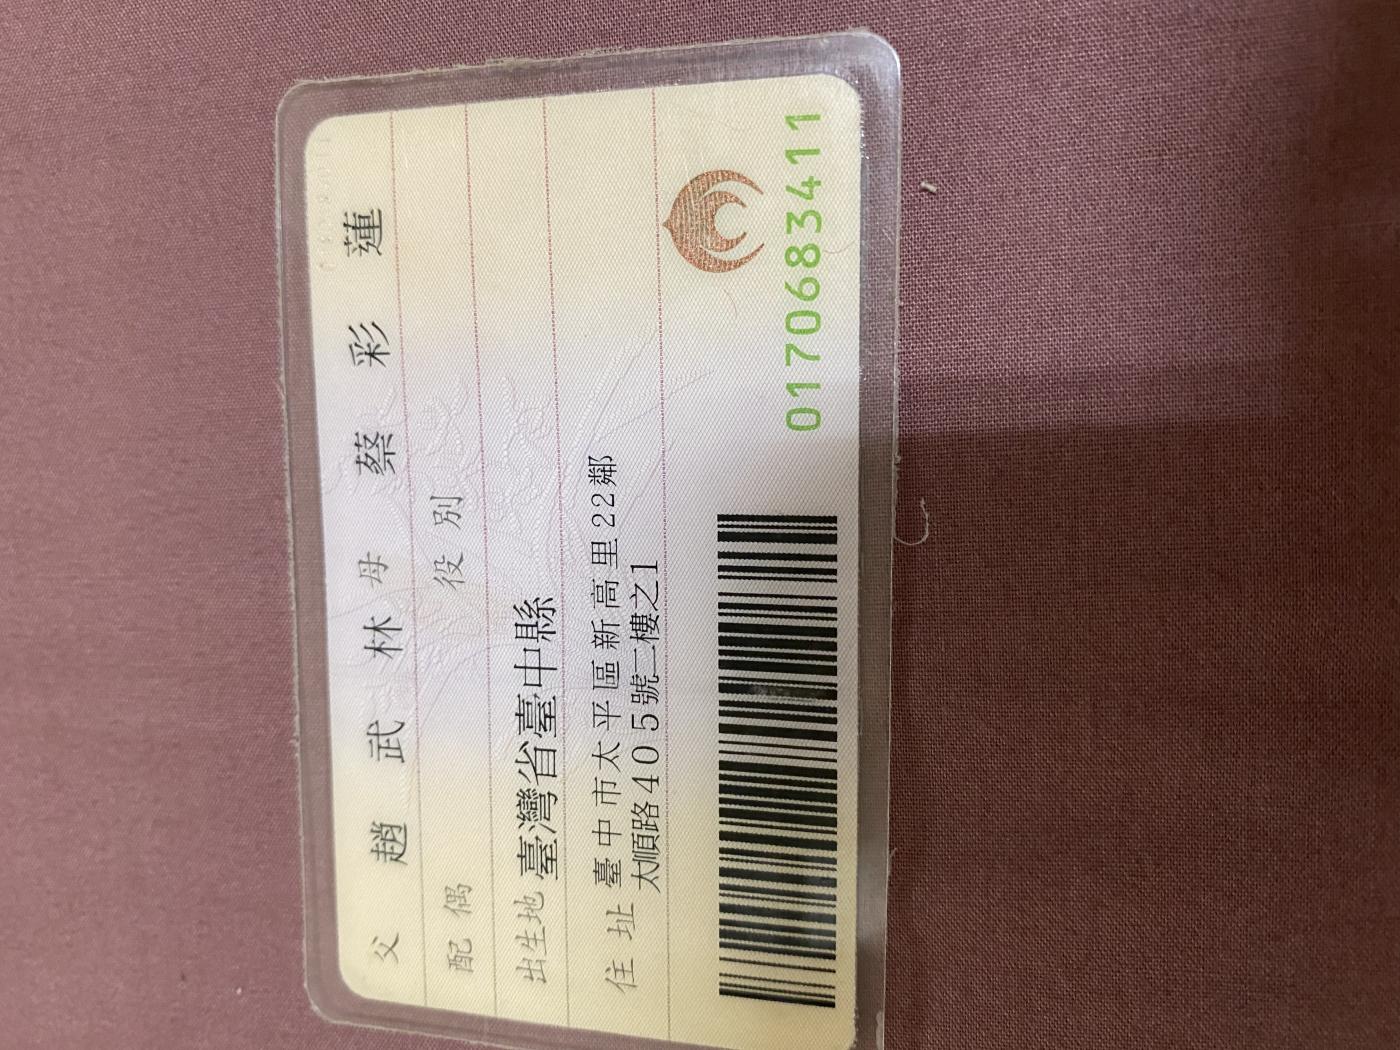 父 趙武林 母 蔡彩蓮
配偶 役別
出生地 臺灣省臺中縣
住址 臺中市太平區新高里22鄰
太順路405號二樓之1
0170683411